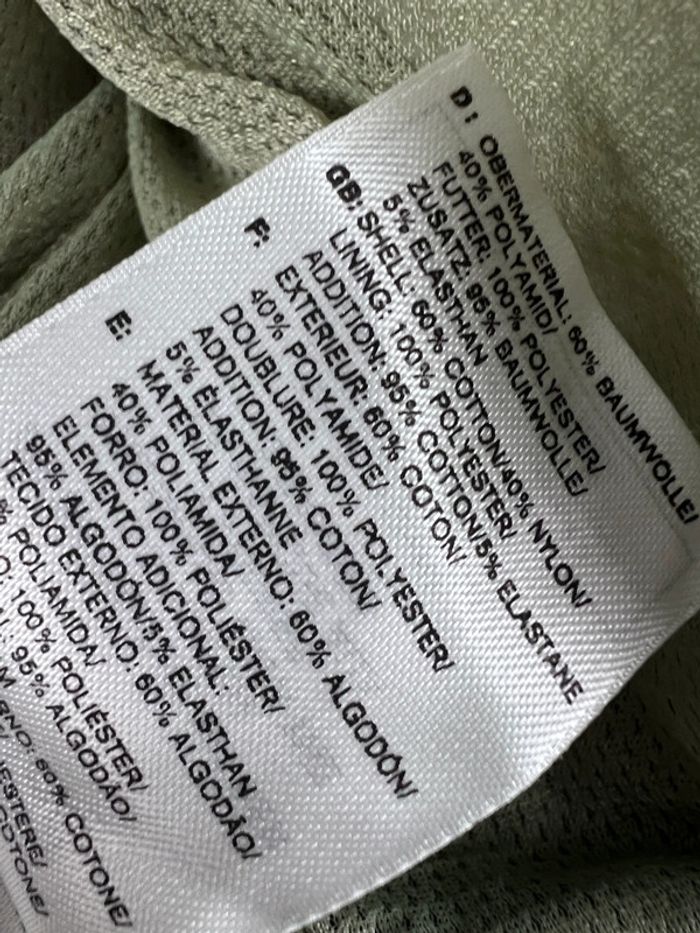 D: OBERMATERIAL: 60% BAUMWOLLE/
40% POLYAMID/
FUTTER: 100% POLYESTER/
ZUSATZ: 95% BAUMWOLLE/
5% ELASTHAN
GB: SHELL: 60% COTTON/40% NYLON/
LINING: 100% POLYESTER/
ADDITION: 95% COTTON/5% ELASTANE
F: EXTERIEUR: 60% COTON/
40% POLYAMIDE/
DOUBLURE: 100% POLYESTER/
ADDITION: 95% COTON/
5% ÉLASTHANNE
E: MATERIAL EXTERNO: 60% ALGODÓN/
40% POLIAMIDA/
FORRO: 100% POLIÉSTER/
ELEMENTO ADICIONAL:
95% ALGODÓN/5% ELASTHAN
TECIDO EXTERNO: 60% ALGODÃO/
% POLIAMIDA/
O: 100% POLIÉSTER/
AL: 95% ALGODÃO/
RNO: 60% COTONE/
ESTERE/
COTONE/